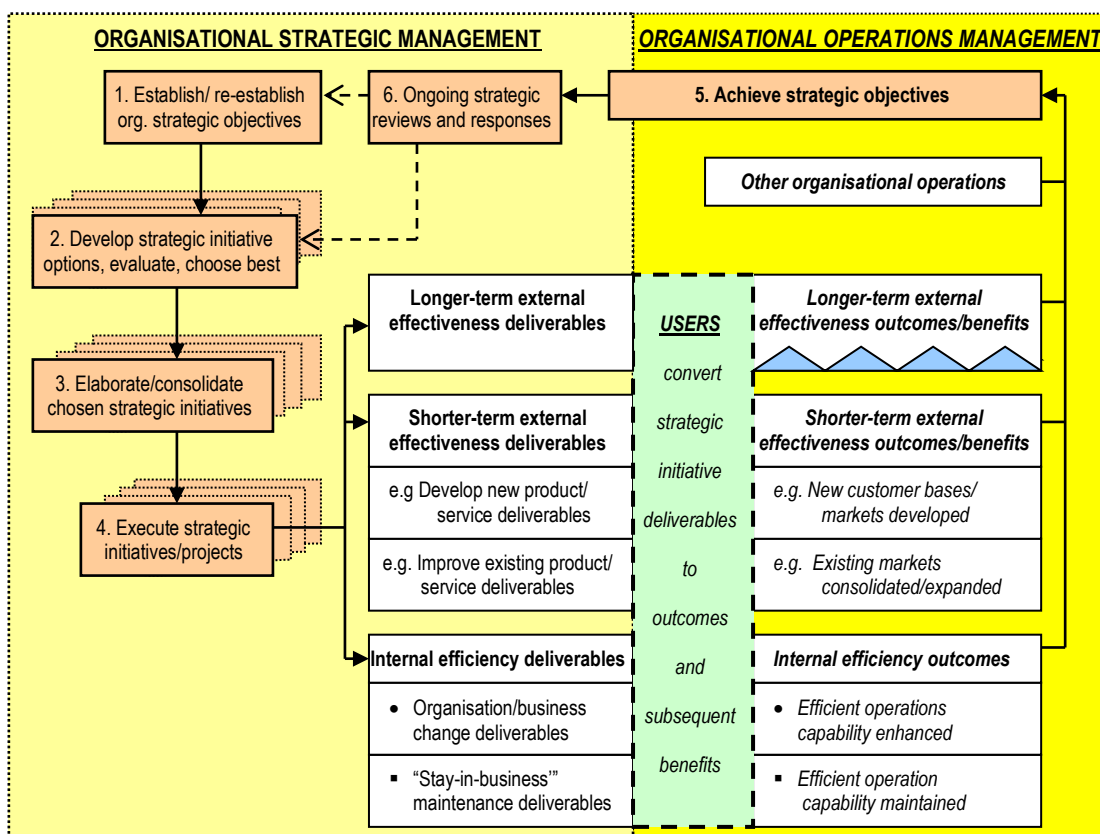 ORGANISATIONAL STRATEGIC MANAGEMENT
ORGANISATIONAL OPERATIONS MANAGEMENT
1. Establish/ re-establish
org. strategic objectives
6. Ongoing strategic
reviews and responses
5. Achieve strategic objectives
Other organisational operations
2. Develop strategic initiative
options, evaluate, choose best
3. Elaborate/consolidate
chosen strategic initiatives
4. Execute strategic
initiatives/projects
Longer-term external
effectiveness deliverables
Shorter-term external
effectiveness deliverables
e.g Develop new product/
service deliverables
e.g. Improve existing product/
service deliverables
Internal efficiency deliverables
● Organisation/business
change deliverables
▪ “Stay-in-business’”
maintenance deliverables
USERS
convert
strategic
initiative
deliverables
to
outcomes
and
subsequent
benefits
Longer-term external
effectiveness outcomes/benefits
Shorter-term external
effectiveness outcomes/benefits
e.g. New customer bases/
markets developed
e.g. Existing markets
consolidated/expanded
Internal efficiency outcomes
● Efficient operations
capability enhanced
▪ Efficient operation
capability maintained